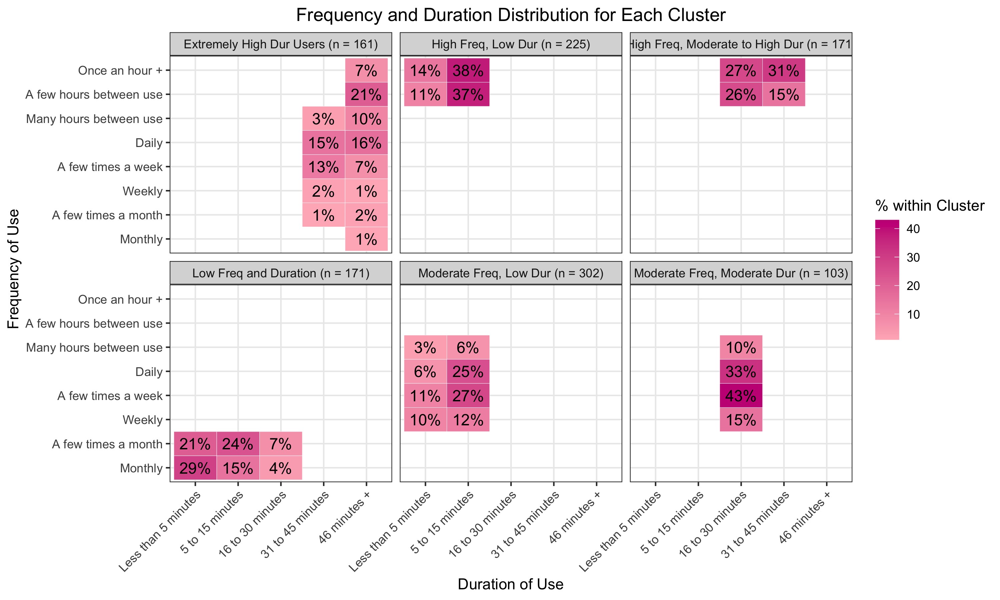 Frequency and Duration Distribution for Each Cluster
Extremely High Dur Users (n = 161)
High Freq, Low Dur (n = 225)
High Freq, Moderate to High Dur (n = 171
Frequency of Use
Once an hour +
7%
14% 38%
27% 31%
A few hours between use
21%
11% 37%
26% 15%
Many hours between use
3% 10%
Daily
15% 16%
A few times a week
13% 7%
Weekly
2% 1%
A few times a month
1% 2%
Monthly
1%
Low Freq and Duration (n = 171)
Moderate Freq, Low Dur (n = 302)
Moderate Freq, Moderate Dur (n = 103)
Once an hour +
A few hours between use
Many hours between use
3% 6%
10%
Daily
6% 25%
33%
A few times a week
11% 27%
43%
Weekly
10% 12%
15%
A few times a month
21% 24% 7%
Monthly
29% 15% 4%
Less than 5 minutes
5 to 15 minutes
16 to 30 minutes
31 to 45 minutes
46 minutes +
Less than 5 minutes
5 to 15 minutes
16 to 30 minutes
31 to 45 minutes
46 minutes +
Less than 5 minutes
5 to 15 minutes
16 to 30 minutes
31 to 45 minutes
46 minutes +
Duration of Use
% within Cluster
40
30
20
10